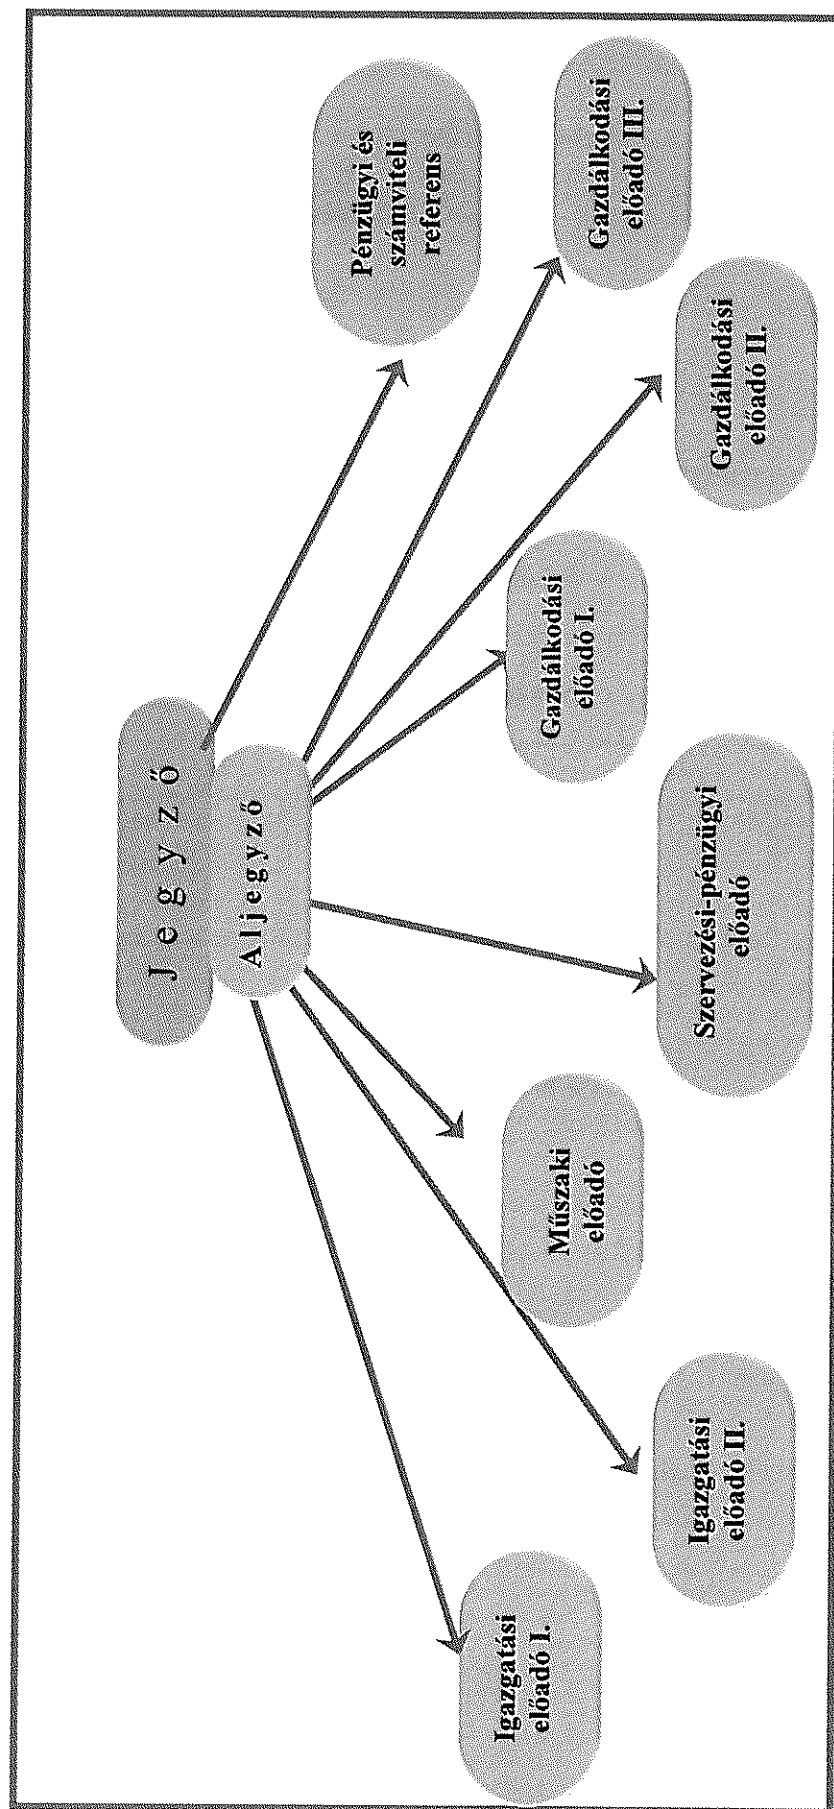 J e g y z ő
A l j e g y z ő
Pénzügyi és
számviteli
referens
Igazgatási
előadó I.
Igazgatási
előadó II.
Műszaki
előadó
Szervezési-pénzügyi
előadó
Gazdálkodási
előadó I.
Gazdálkodási
előadó II.
Gazdálkodási
előadó III.